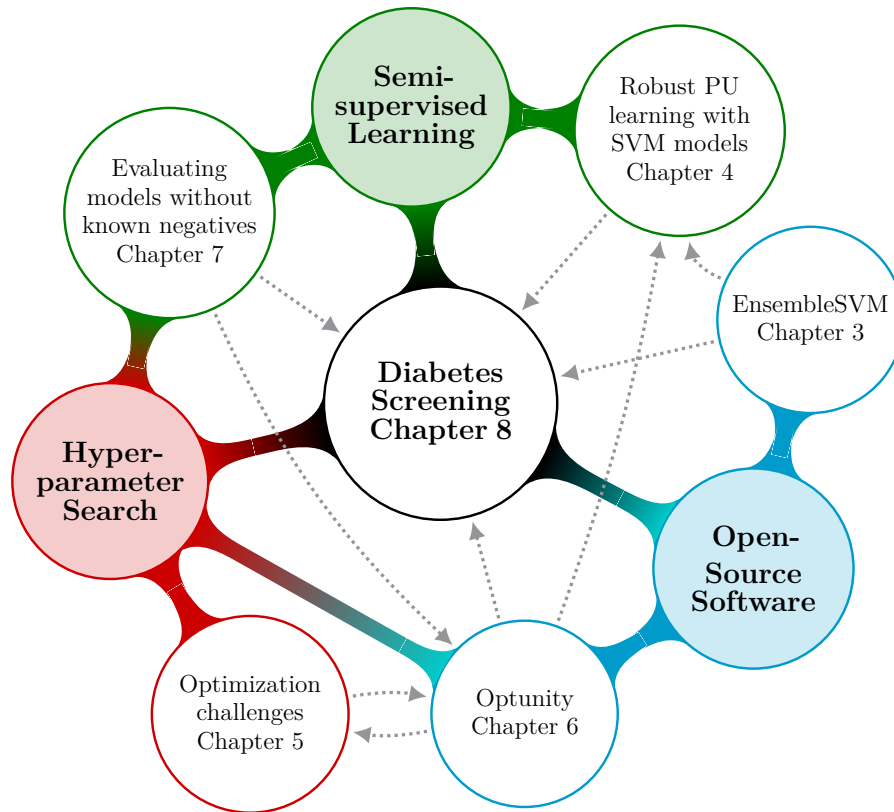 Semi-
supervised
Learning
Robust PU
learning with
SVM models
Chapter 4
Evaluating
models without
known negatives
Chapter 7
EnsembleSVM
Chapter 3
Diabetes
Screening
Chapter 8
Hyper-
parameter
Search
Open-
Source
Software
Optimization
challenges
Chapter 5
Optunity
Chapter 6